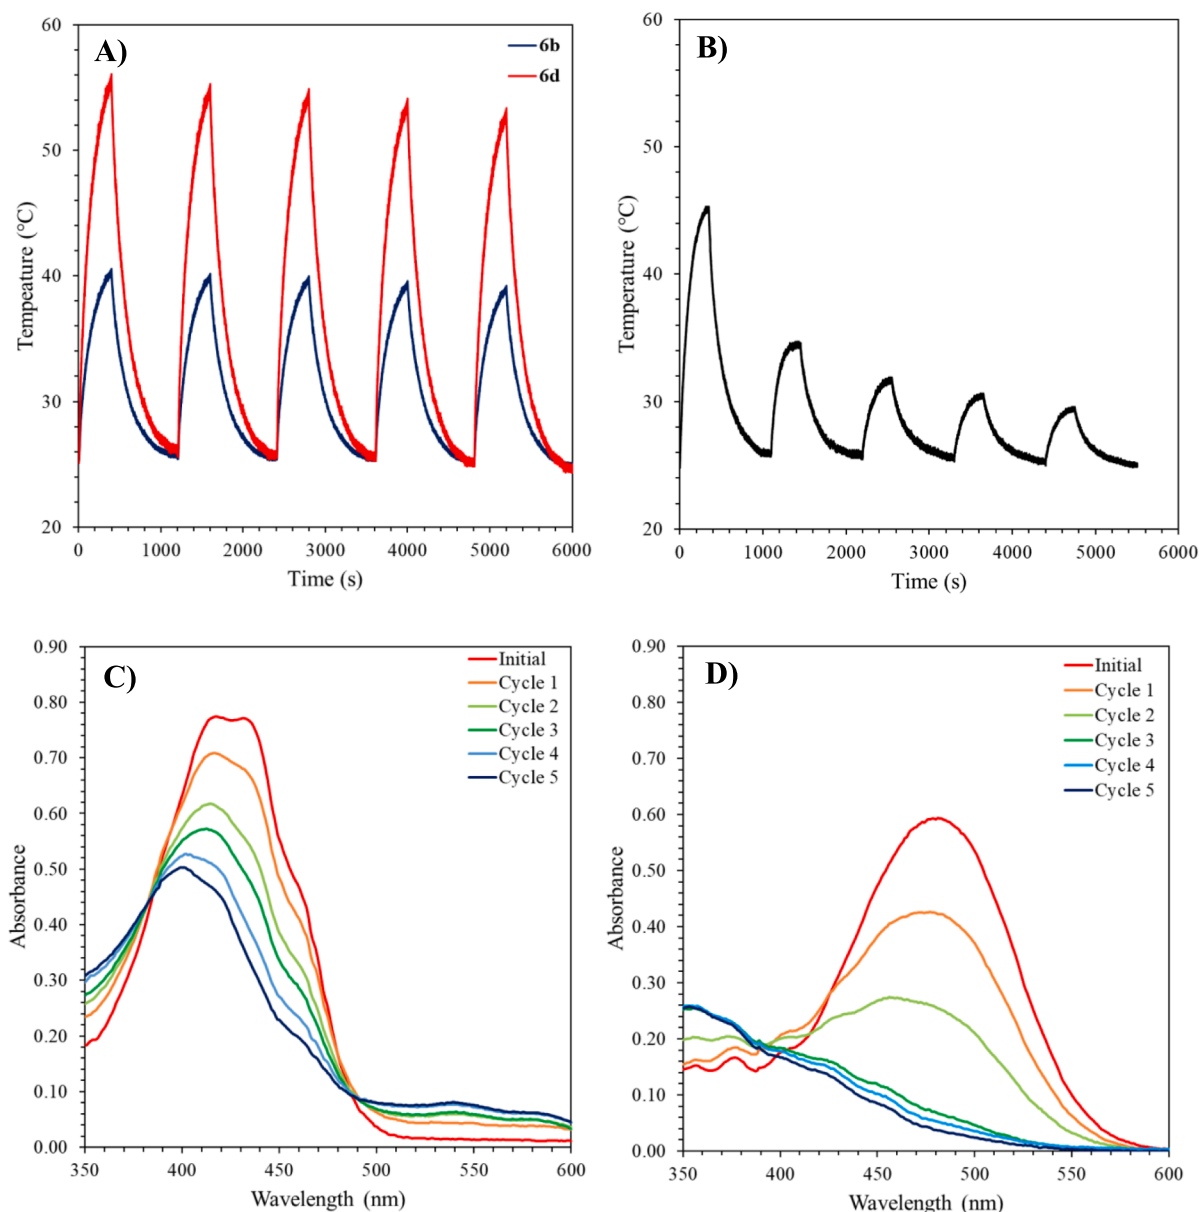 A)
6b
6d
60
50
40
30
20
Tempeature (℃)
0 1000 2000 3000 4000 5000 6000
Time (s)
B)
60
50
40
30
20
Temperature (℃)
0 1000 2000 3000 4000 5000 6000
Time (s)
C)
Initial
Cycle 1
Cycle 2
Cycle 3
Cycle 4
Cycle 5
0.90
0.80
0.70
0.60
0.50
0.40
0.30
0.20
0.10
0.00
Absorbance
350 400 450 500 550 600
Wavelength (nm)
D)
Initial
Cycle 1
Cycle 2
Cycle 3
Cycle 4
Cycle 5
0.90
0.80
0.70
0.60
0.50
0.40
0.30
0.20
0.10
0.00
Absorbance
350 400 450 500 550 600
Wavelength (nm)